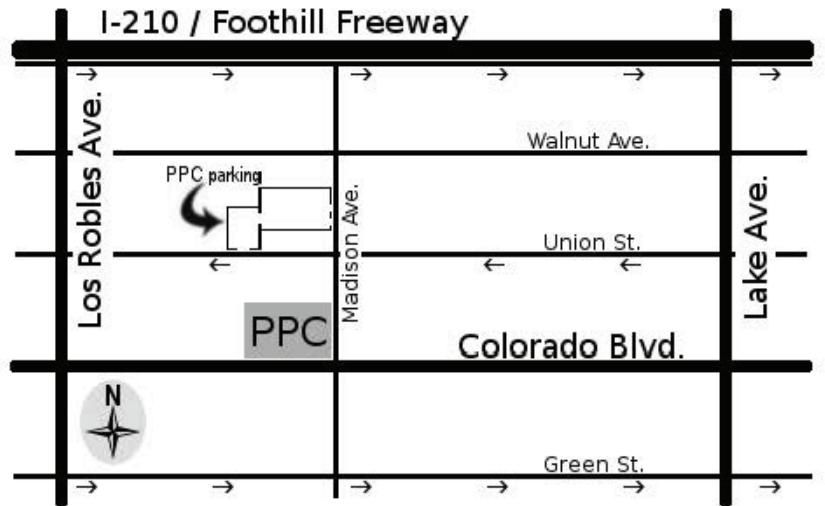 I-210 / Foothill Freeway
Los Robles Ave.
Walnut Ave.
PPC parking
Madison Ave.
Lake Ave.
Union St.
PPC
Colorado Blvd.
N
Green St.